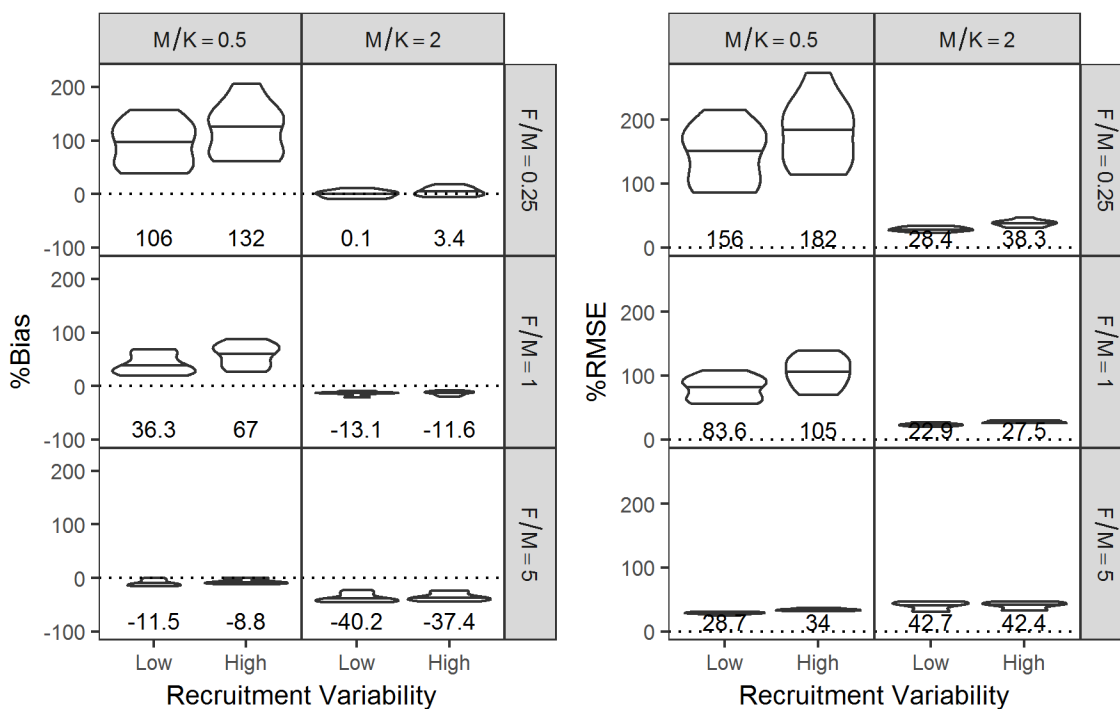 M/K = 0.5 M/K = 2
%Bias
200
100
0
-100
106 132 0.1 3.4
F/M = 0.25
200
100
0
-100
36.3 67 -13.1 -11.6
F/M = 1
200
100
0
-100
-11.5 -8.8 -40.2 -37.4
F/M = 5
Low High Low High
Recruitment Variability
M/K = 0.5 M/K = 2
%RMSE
200
100
0
156 182 28.4 38.3
F/M = 0.25
200
100
0
83.6 105 22.9 27.5
F/M = 1
200
100
0
28.7 34 42.7 42.4
F/M = 5
Low High Low High
Recruitment Variability